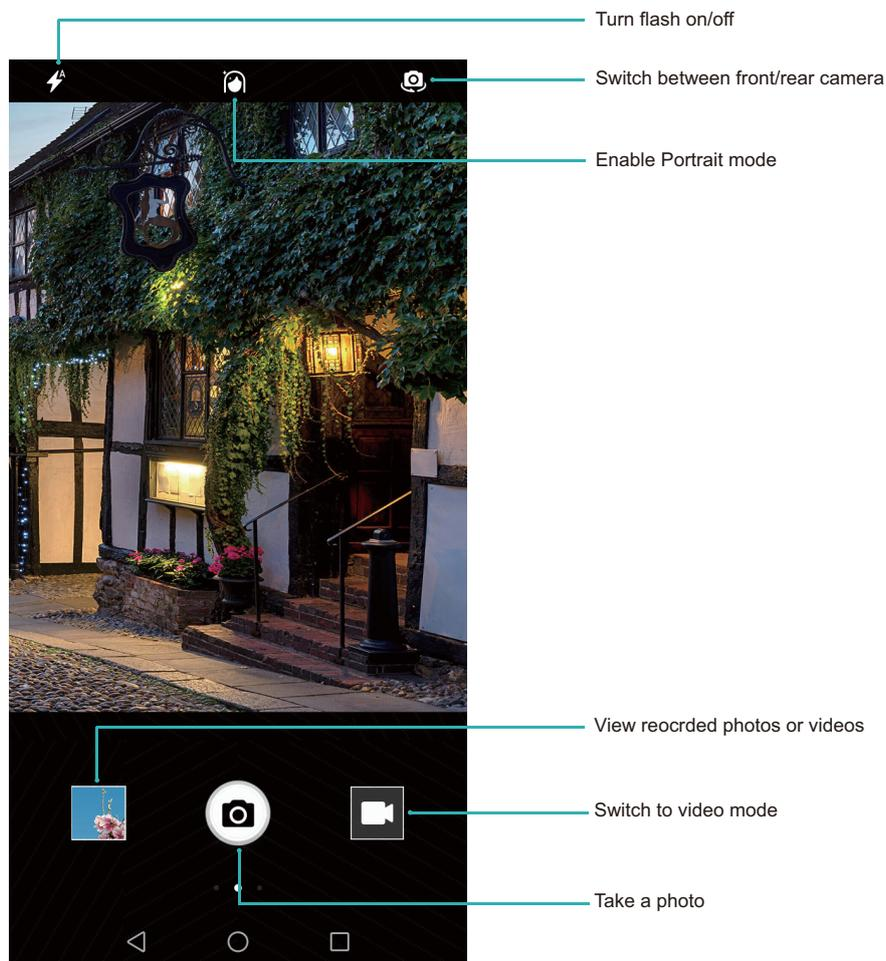 Turn flash on/off
Switch between front/rear camera
Enable Portrait mode
View reocrded photos or videos
Switch to video mode
Take a photo